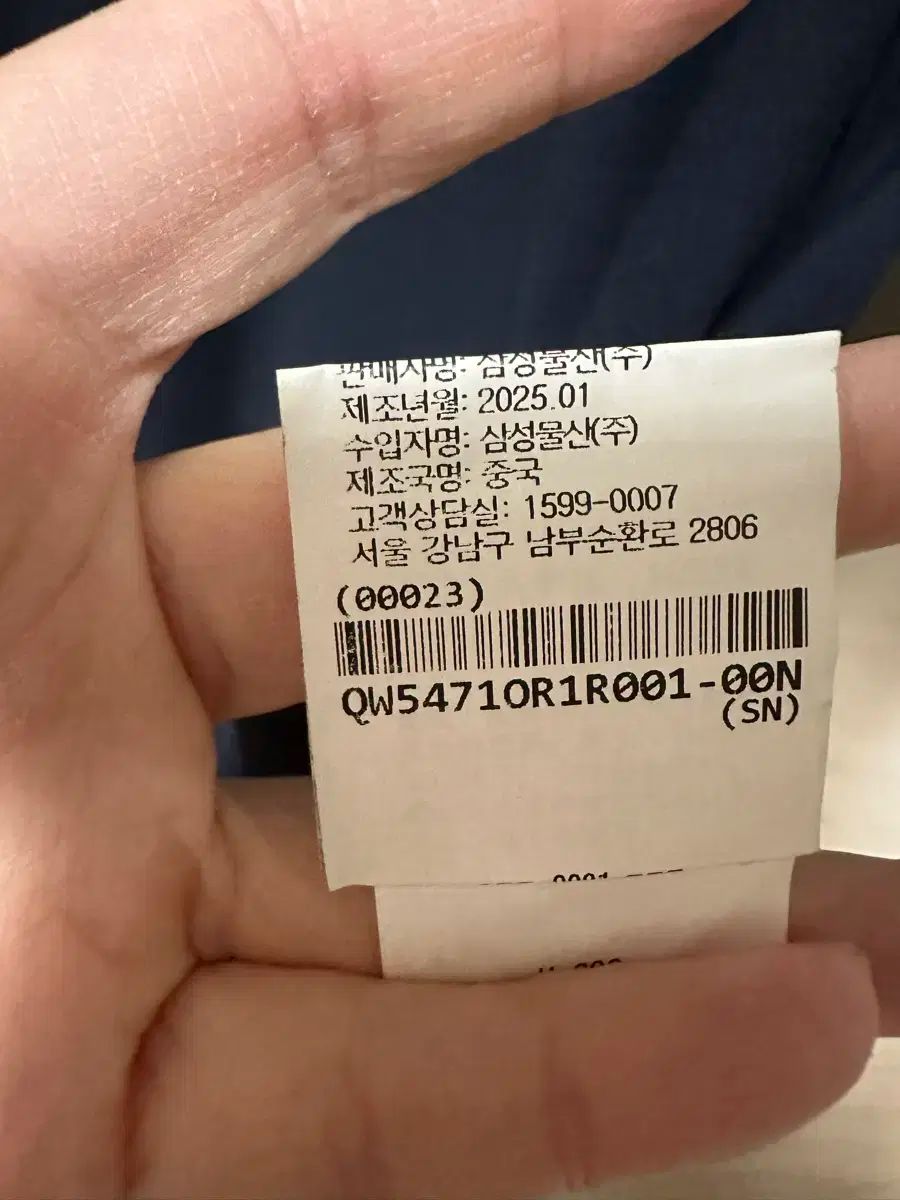 판매자명: 삼성물산(주)
제조년월: 2025.01
수입자명: 삼성물산(주)
제조국명: 중국
고객상담실: 1599-0007
서울 강남구 남부순환로 2806
(00023)
QW5471OR1R001-00N
(SN)